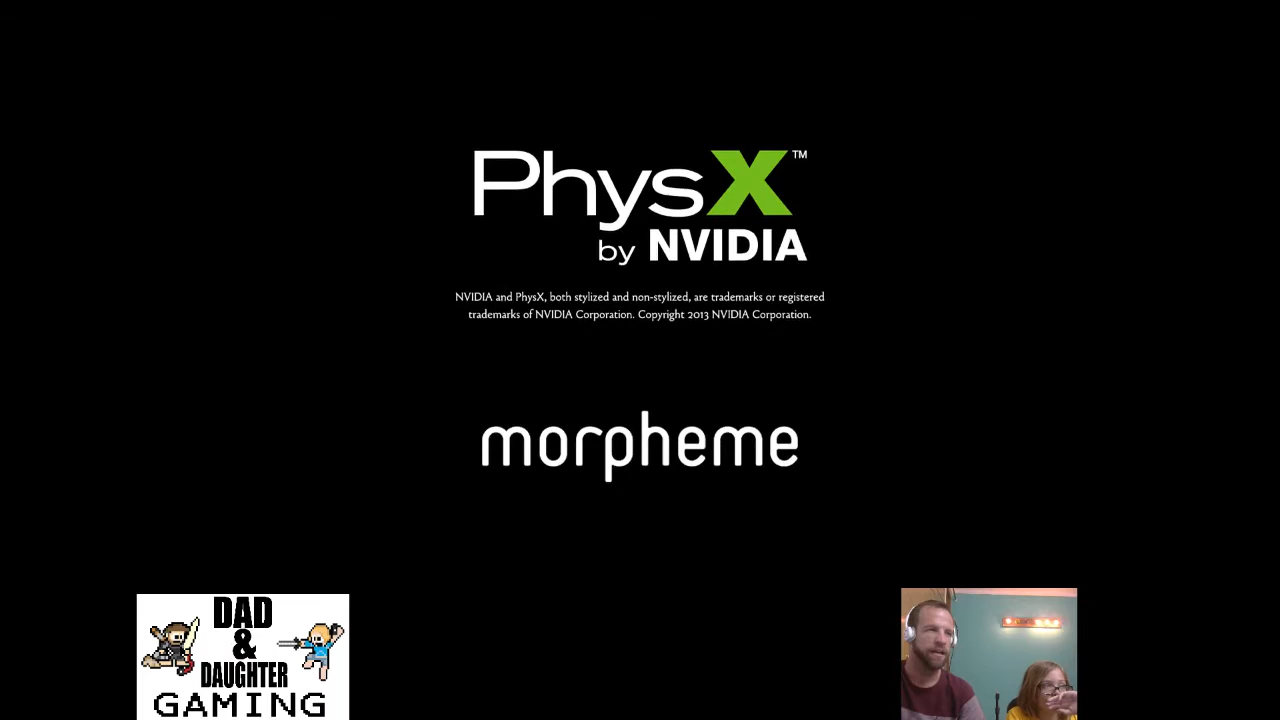 PhysX™
by NVIDIA
NVIDIA and PhysX, both stylized and non-stylized, are trademarks or registered
trademarks of NVIDIA Corporation. Copyright 2013 NVIDIA Corporation.
morpheme
DAD
&
DAUGHTER
GAMING